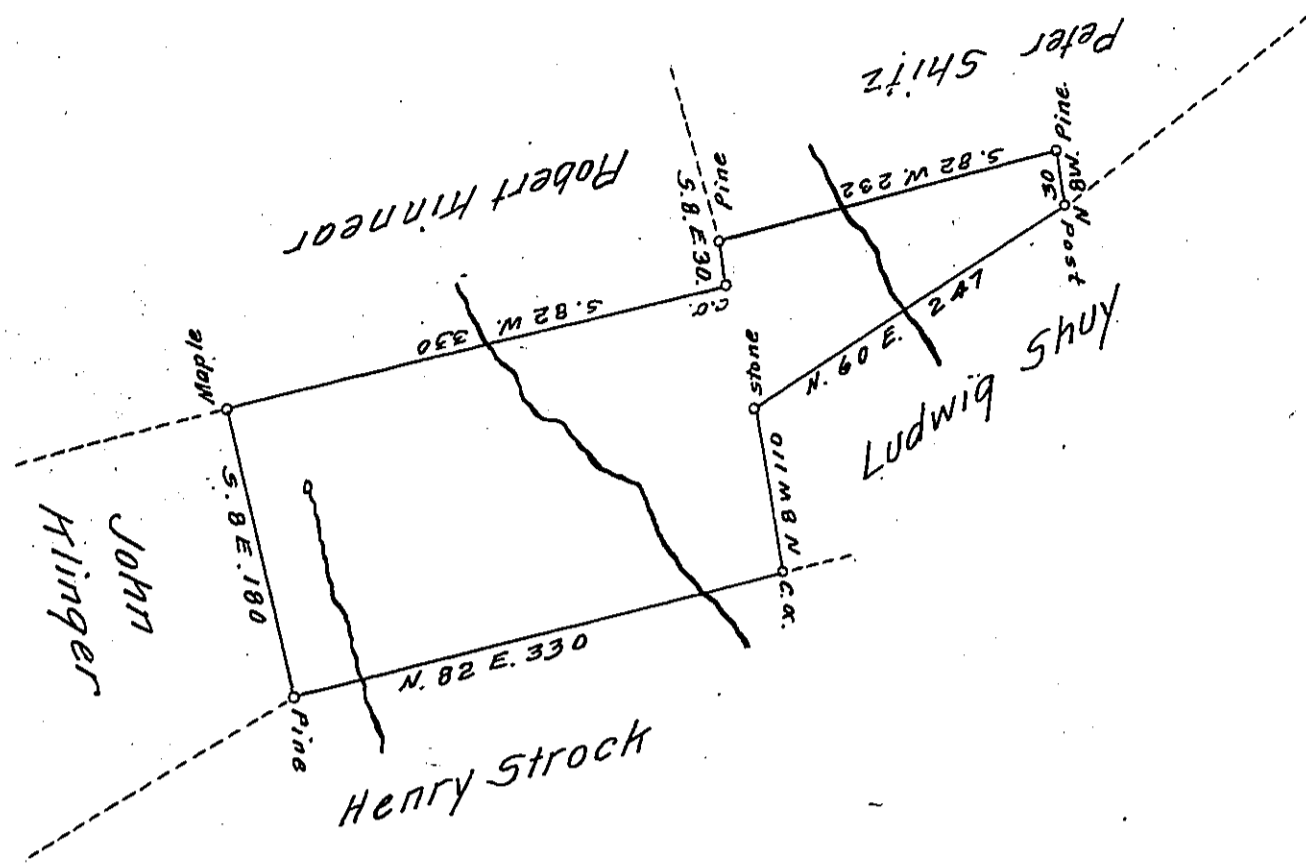 Peter Shitz
Robert Kinnear
Pine
S. 8. E. 30.
C.O.
S. 82 W. 232
Pine.
N 8W.
30
Post
N. 60 E. 247
Ludwig Shuy
Stone
N 8 W 110
C.O.
S. 82 W.
330
Maple
S. 8 E. 180
John
Klinger
Pine
N. 82 E. 330
Henry Strock